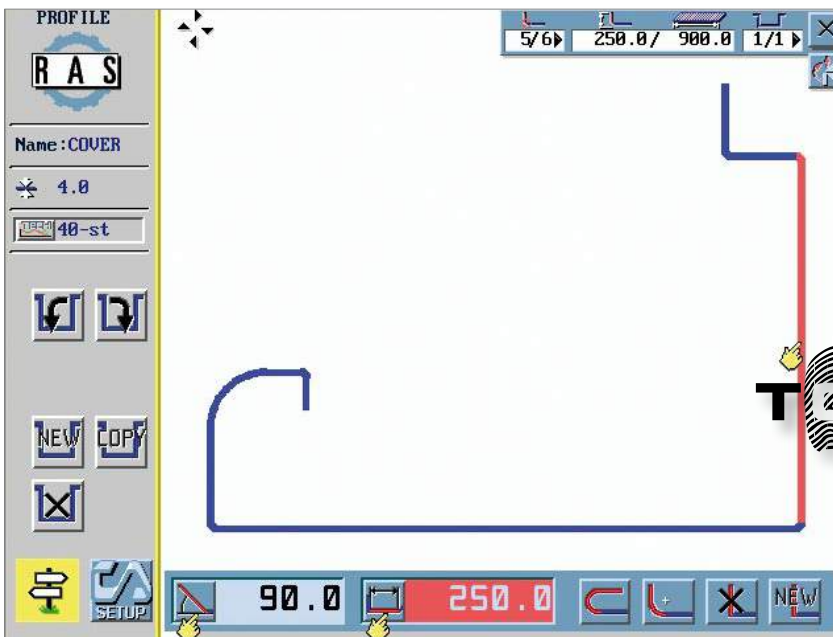 PROFILE
RAS
Name:COVER
4.0
40-st
NEW COPY
SETUP
5/6 250.0/ 900.0 1/1
90.0 250.0 NEW